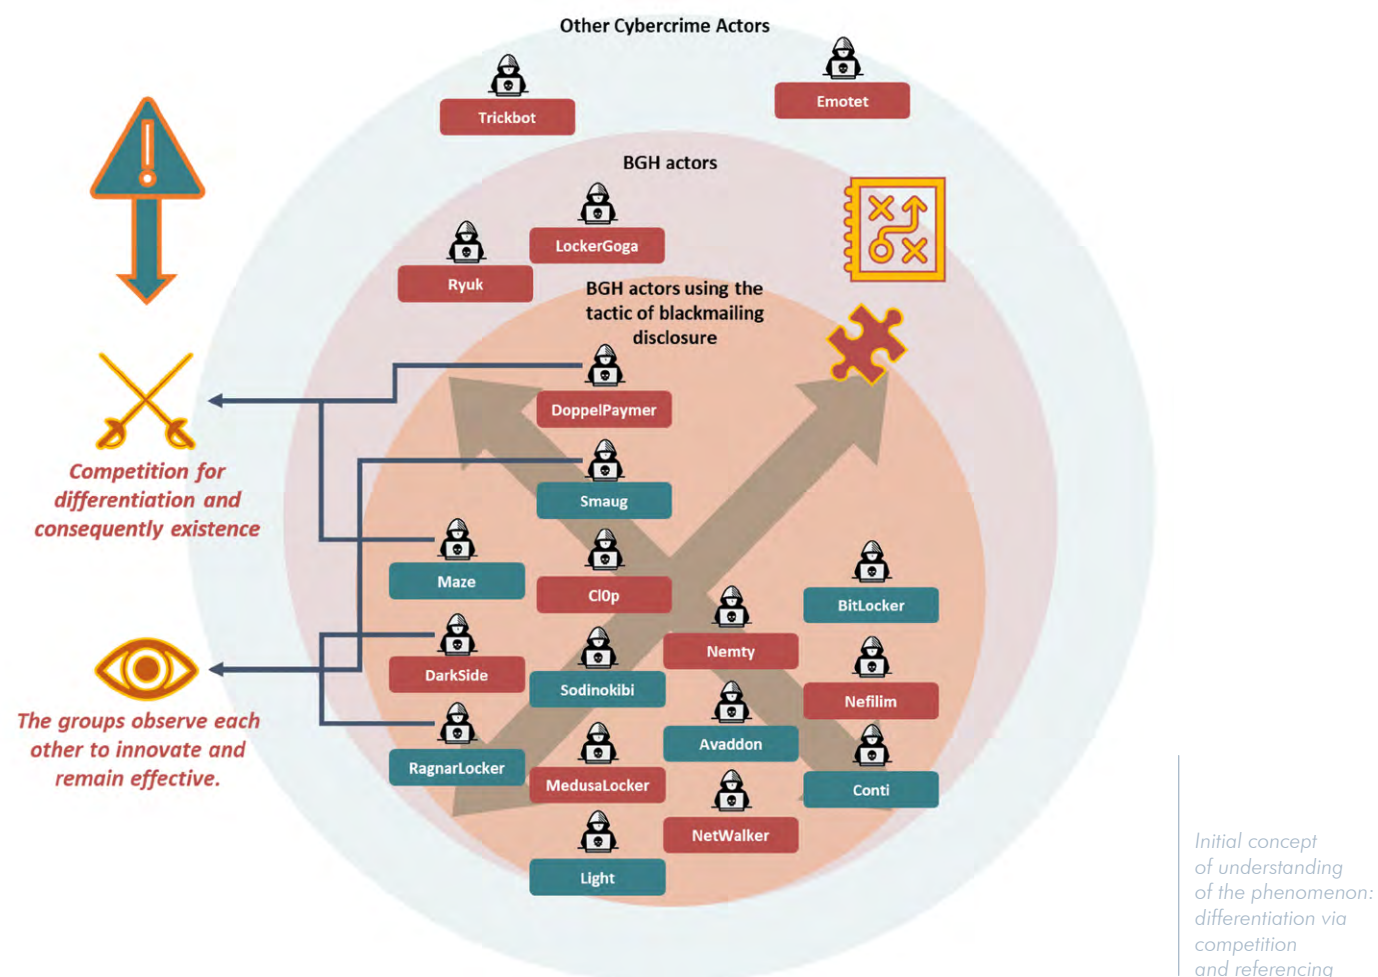 Other Cybercrime Actors
Trickbot
Emotet
BGH actors
LockerGoga
Ryuk
BGH actors using the
tactic of blackmailing
disclosure
DoppelPaymer
Competition for
differentiation and
consequently existence
Smaug
Maze
Cl0p
BitLocker
Nemty
DarkSide
Sodinokibi
Nefilim
The groups observe each
other to innovate and
remain effective.
Avaddon
RagnarLocker
MedusaLocker
Conti
NetWalker
Light
Initial concept
of understanding
of the phenomenon:
differentiation via
competition
and referencing